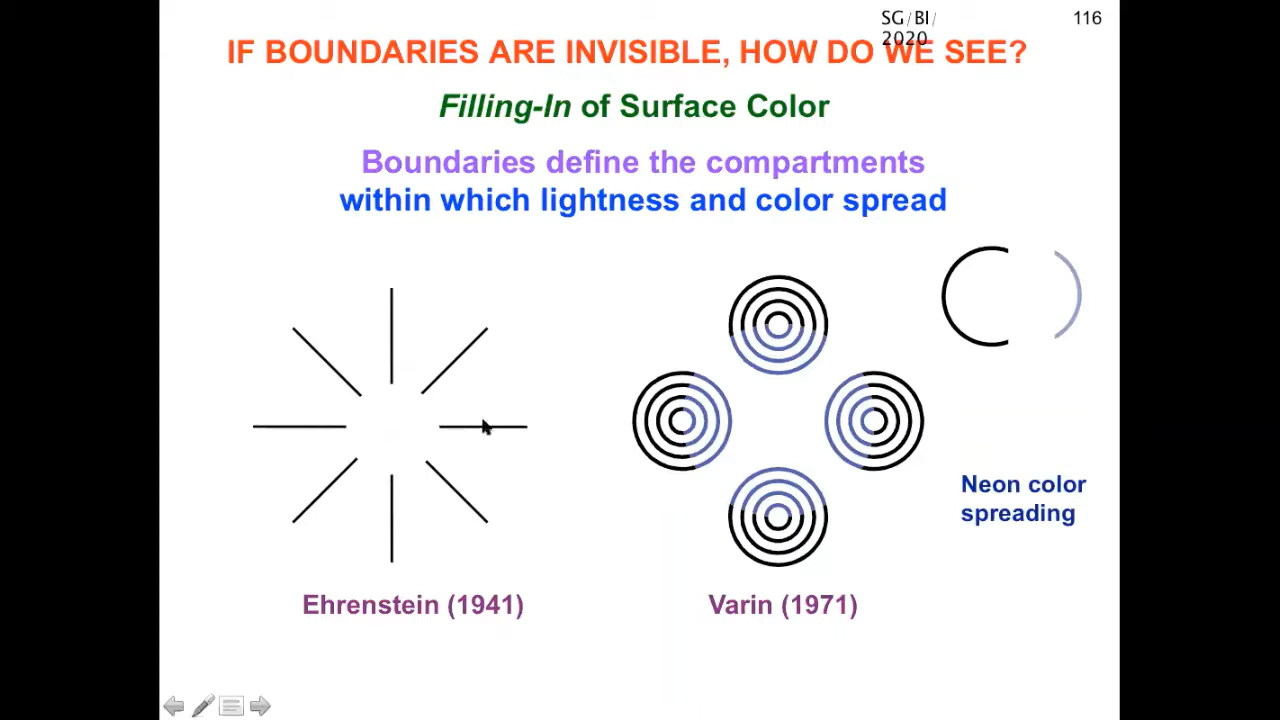 SG/BI/
2020
116
IF BOUNDARIES ARE INVISIBLE, HOW DO WE SEE?
Filling-In of Surface Color
Boundaries define the compartments
within which lightness and color spread
Neon color
spreading
Ehrenstein (1941)
Varin (1971)